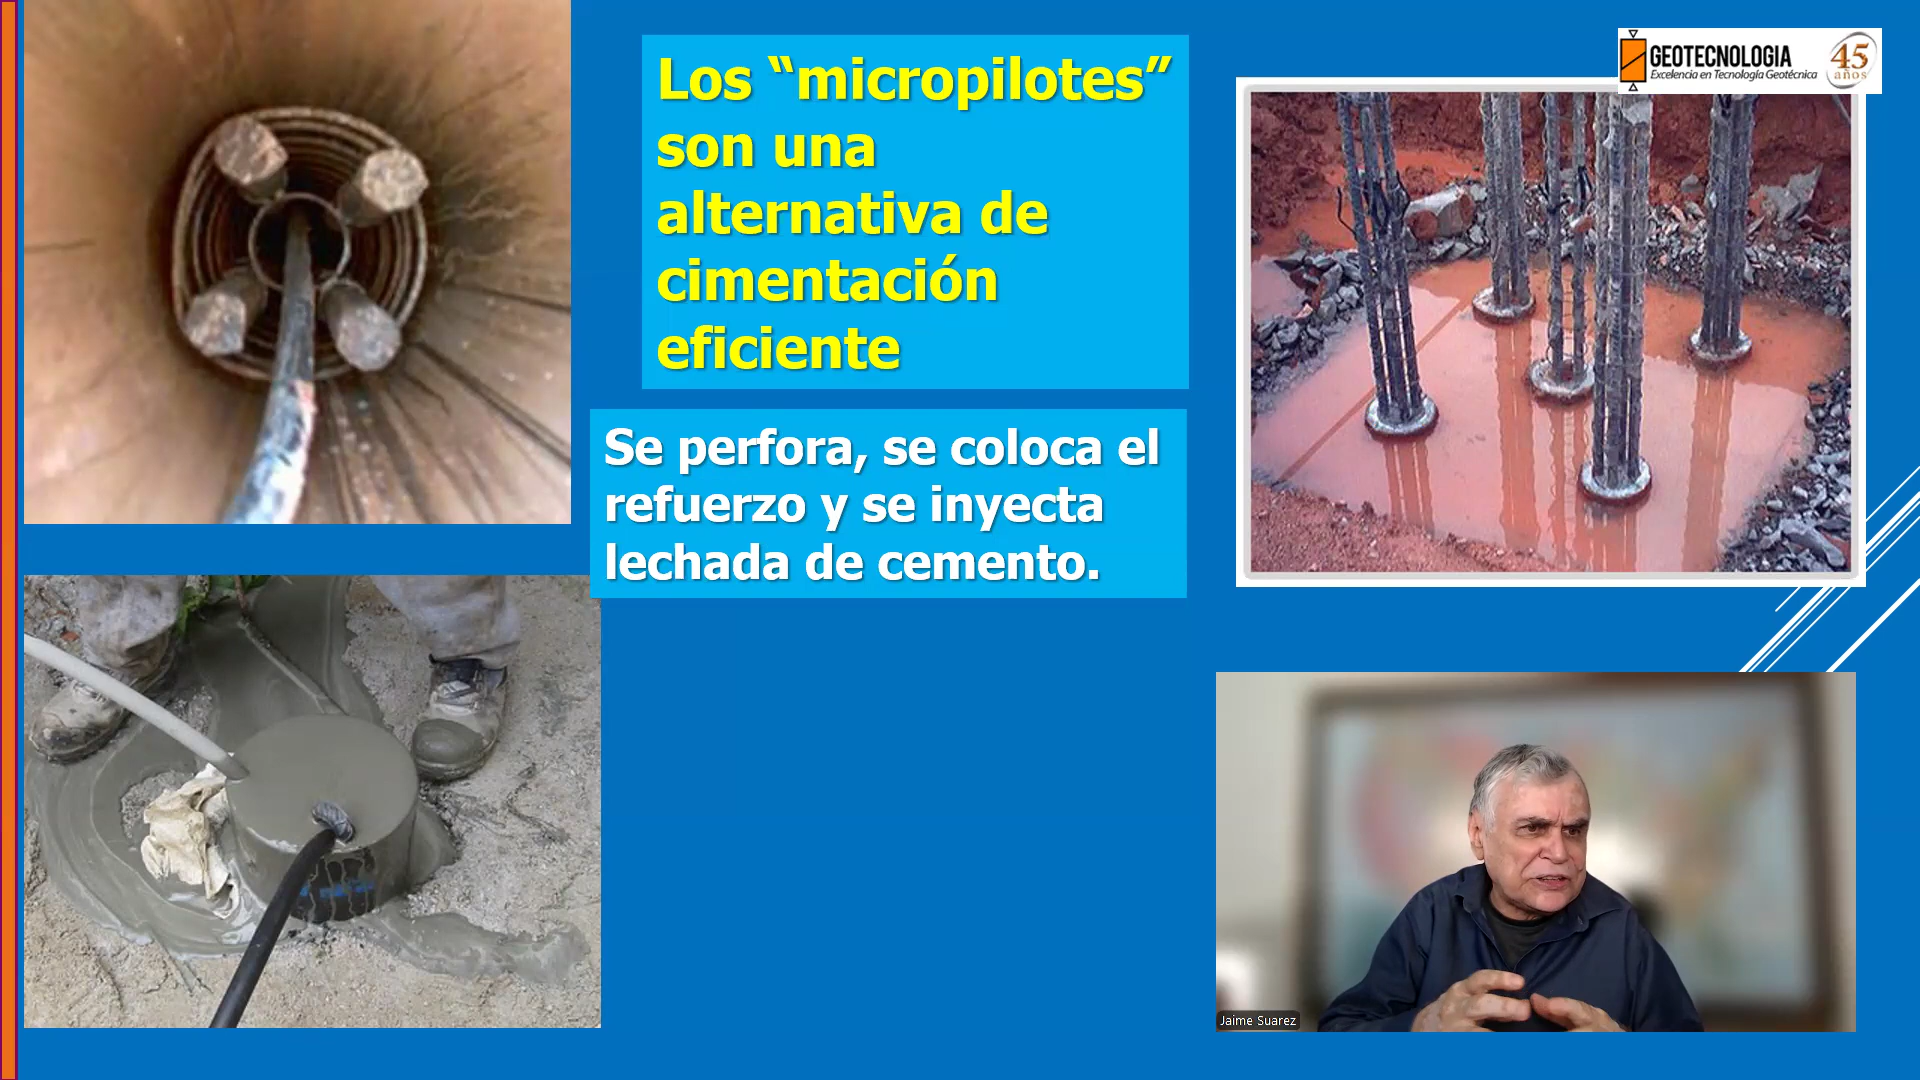 Los “micropilotes”
son una
alternativa de
cimentación
eficiente
Se perfora, se coloca el
refuerzo y se inyecta
lechada de cemento.
GEOTECNOLOGIA
Excelencia en Tecnología Geotécnica
45
años
Jaime Suarez